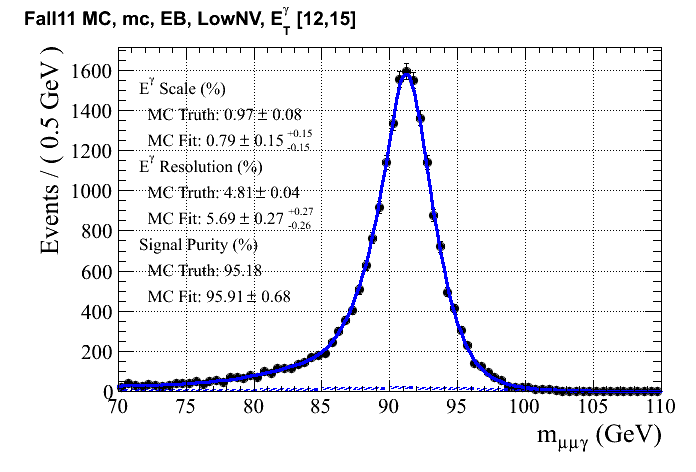 Fall11 MC, mc, EB, LowNV, E_T^γ [12,15]
Events / ( 0.5 GeV )
1600
1400
1200
1000
800
600
400
200
0
E^γ Scale (%)
MC Truth: 0.97 ± 0.08
MC Fit: 0.79 ± 0.15 +0.15 -0.15
E^γ Resolution (%)
MC Truth: 4.81 ± 0.04
MC Fit: 5.69 ± 0.27 +0.27 -0.26
Signal Purity (%)
MC Truth: 95.18
MC Fit: 95.91 ± 0.68
70 75 80 85 90 95 100 105 110
m_μμγ (GeV)